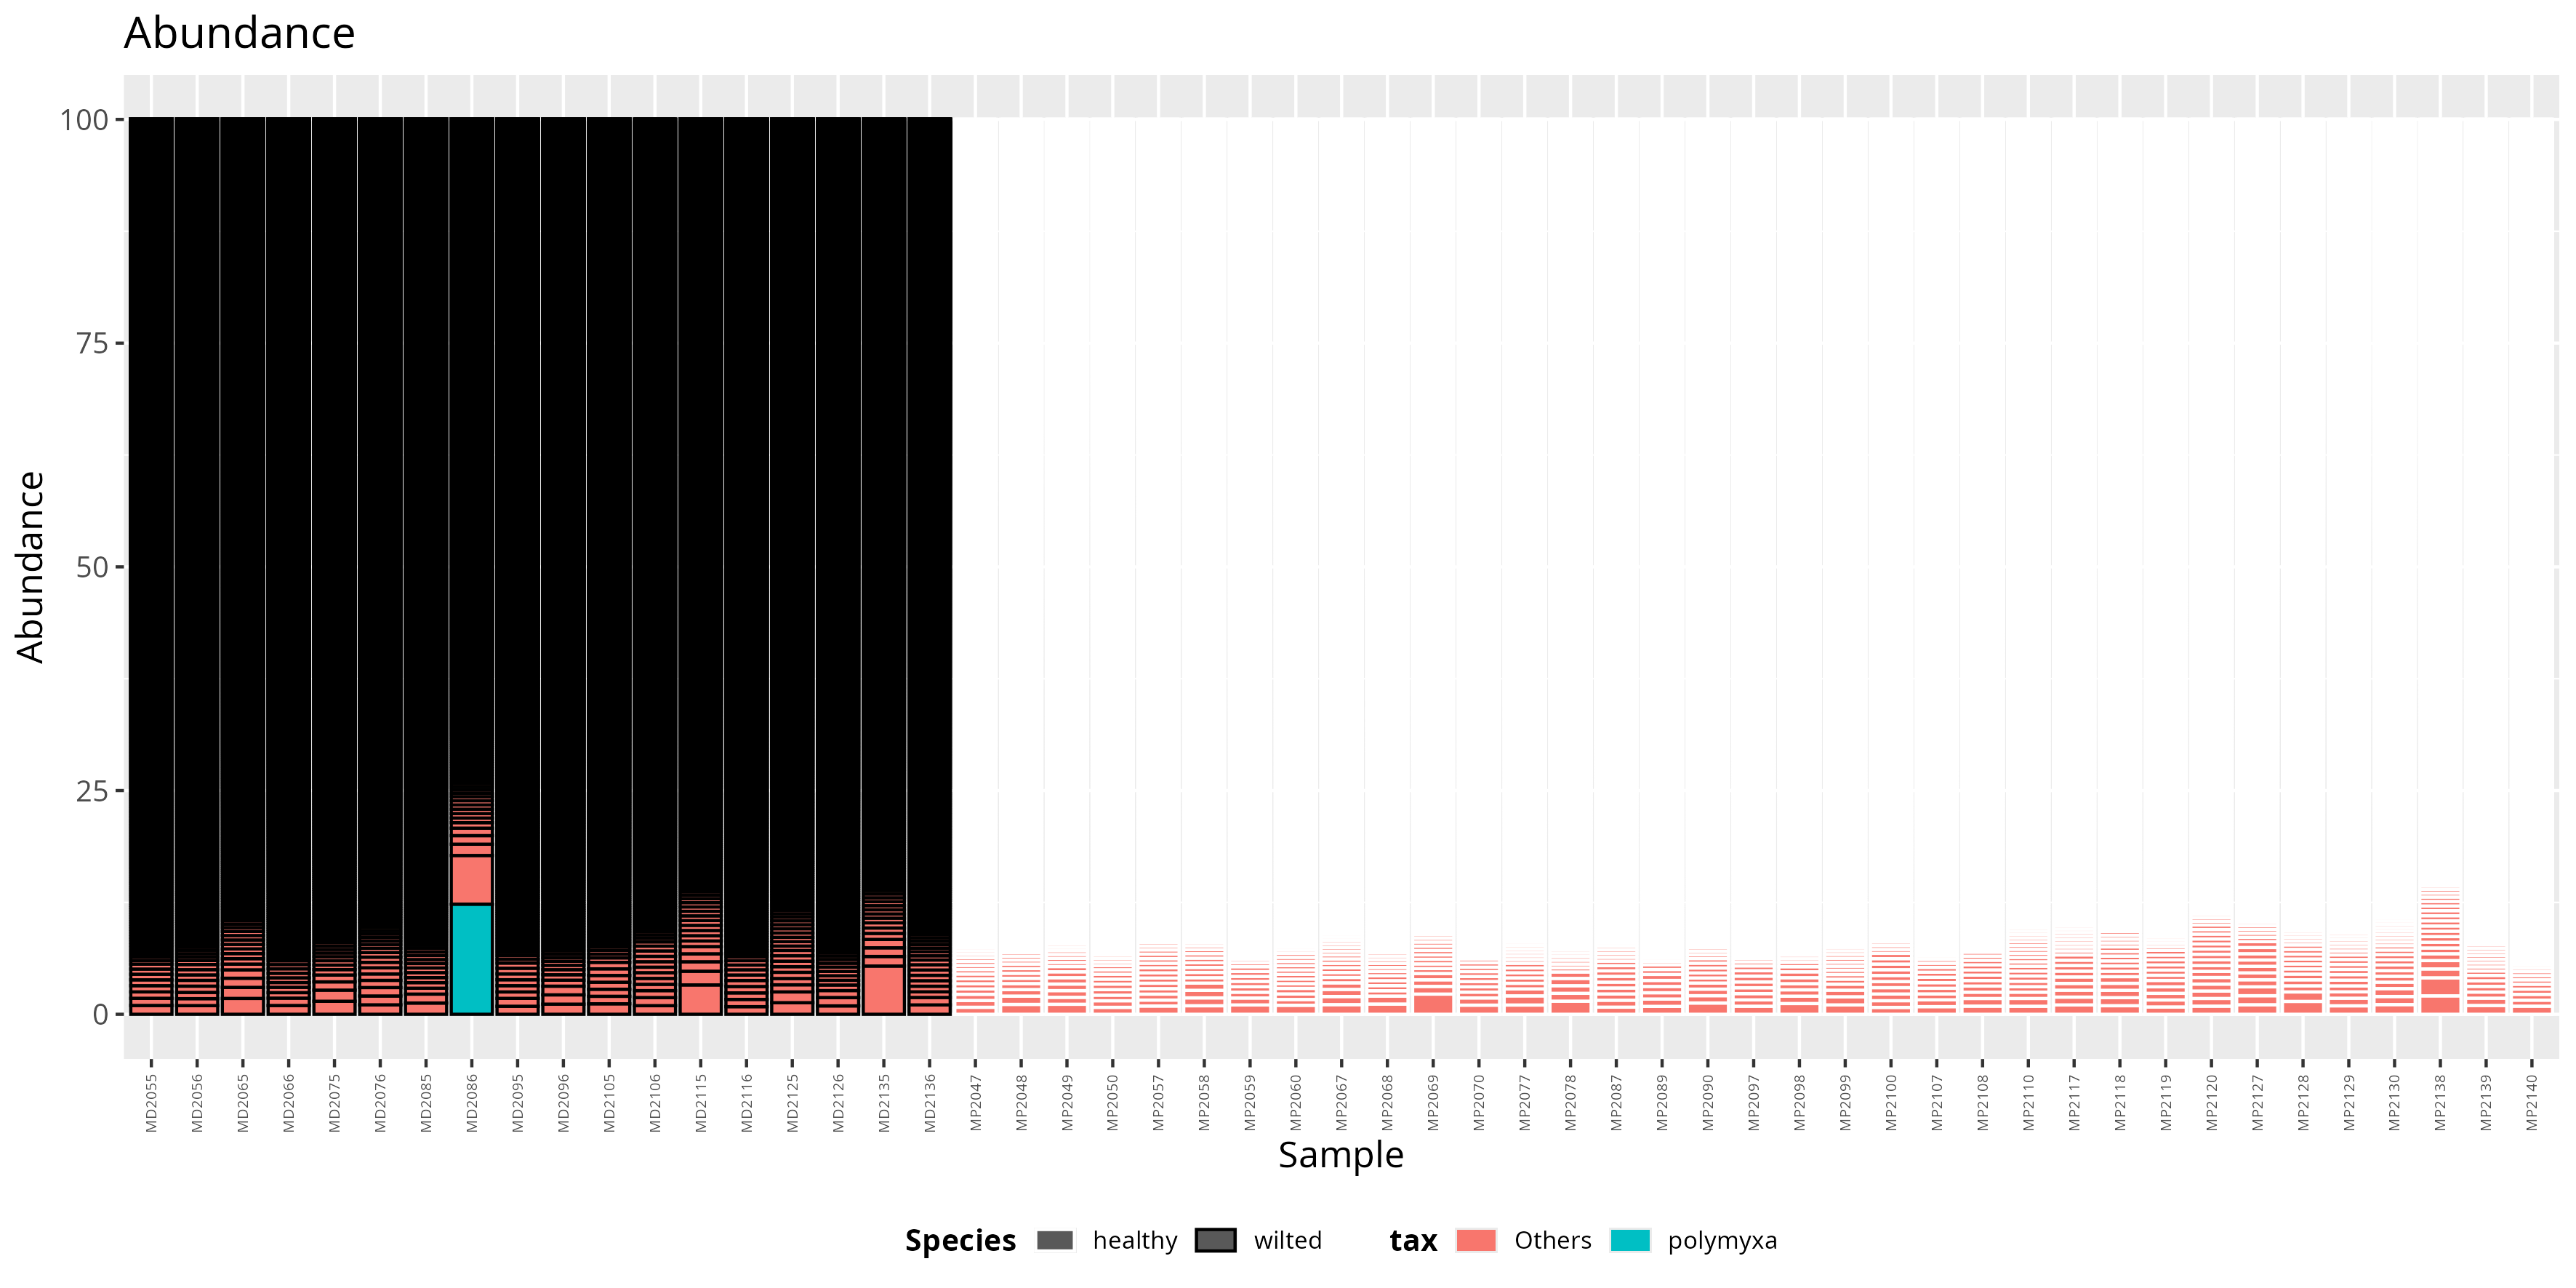 Abundance
100
75
50
25
0
Abundance
MD2055 MD2056 MD2065 MD2066 MD2075 MD2076 MD2085 MD2086 MD2095 MD2096 MD2105 MD2106 MD2115 MD2116 MD2125 MD2126 MD2135 MD2136 MP2047 MP2048 MP2049 MP2050 MP2057 MP2058 MP2059 MP2060 MP2067 MP2068 MP2069 MP2070 MP2077 MP2078 MP2087 MP2089 MP2090 MP2097 MP2098 MP2099 MP2100 MP2107 MP2108 MP2110 MP2117 MP2118 MP2119 MP2120 MP2127 MP2128 MP2129 MP2130 MP2138 MP2139 MP2140
Sample
Species healthy wilted tax Others polymyxa